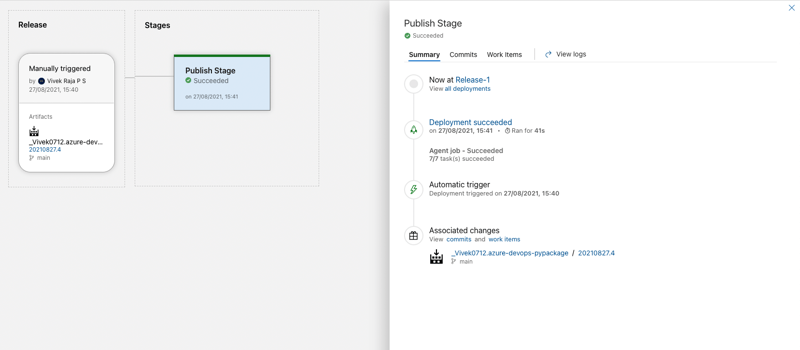 Release
Manually triggered
by Vivek Raja P S
27/08/2021, 15:40
Artifacts
_Vivek0712.azure-dev...
20210827.4
main
Stages
Publish Stage
Succeeded
on 27/08/2021, 15:41
Publish Stage
Succeeded
Summary Commits Work Items View logs
Now at Release-1
View all deployments
Deployment succeeded
on 27/08/2021, 15:41 • Ran for 41s
Agent job - Succeeded
7/7 task(s) succeeded
Automatic trigger
Deployment triggered on 27/08/2021, 15:40
Associated changes
View commits and work items
_Vivek0712.azure-devops-pypackage / 20210827.4
main